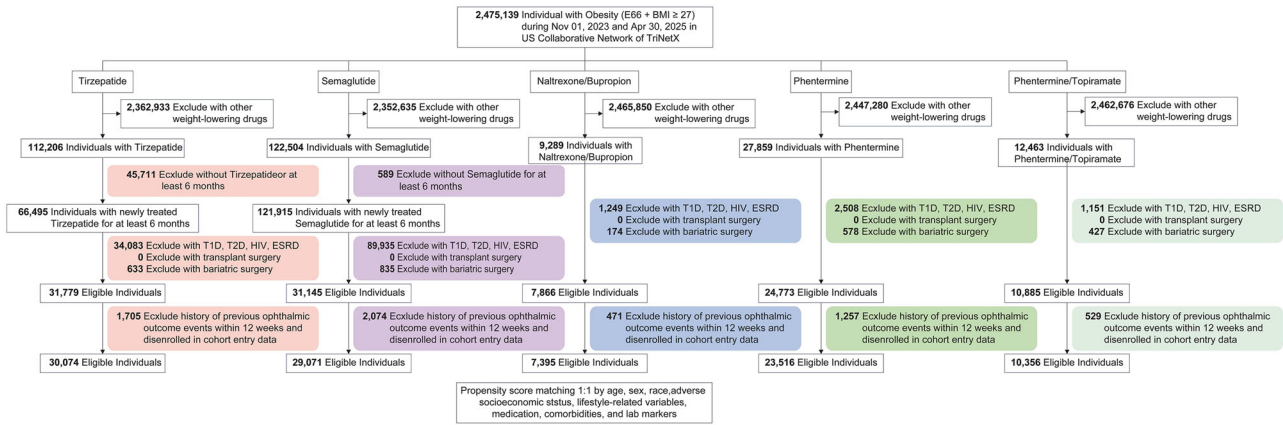 2,475,139 Individual with Obesity (E66 + BMI ≥ 27)
during Nov 01, 2023 and Apr 30, 2025 in
US Collaborative Network of TriNetX
Tirzepatide
Semaglutide
Naltrexone/Bupropion
Phentermine
Phentermine/Topiramate
2,362,933 Exclude with other
weight-lowering drugs
2,352,635 Exclude with other
weight-lowering drugs
2,465,850 Exclude with other
weight-lowering drugs
2,447,280 Exclude with other
weight-lowering drugs
2,462,676 Exclude with other
weight-lowering drugs
112,206 Individuals with Tirzepatide
122,504 Individuals with Semaglutide
9,289 Individuals with
Naltrexone/Bupropion
27,859 Individuals with Phentermine
12,463 Individuals with
Phentermine/Topiramate
45,711 Ecxlude without Tirzepatideor at
least 6 months
589 Ecxlude without Semaglutide for at
least 6 months
66,495 Individuals with newly treated
Tirzepatide for at least 6 months
121,915 Individuals with newly treated
Semaglutide for at least 6 months
1,249 Exclude with T1D, T2D, HIV, ESRD
0 Exclude with transplant surgery
174 Exclude with bariatric surgery
2,508 Exclude with T1D, T2D, HIV, ESRD
0 Exclude with transplant surgery
578 Exclude with bariatric surgery
1,151 Exclude with T1D, T2D, HIV, ESRD
0 Exclude with transplant surgery
427 Exclude with bariatric surgery
34,083 Exclude with T1D, T2D, HIV, ESRD
0 Exclude with transplant surgery
633 Exclude with bariatric surgery
89,935 Exclude with T1D, T2D, HIV, ESRD
0 Exclude with transplant surgery
835 Exclude with bariatric surgery
31,779 Eligible Individuals
31,145 Eligible Individuals
7,866 Eligible Individuals
24,773 Eligible Individuals
10,885 Eligible Individuals
1,705 Exclude history of previous ophthalmic
outcome events within 12 weeks and
disenrolled in cohort entry data
2,074 Exclude history of previous ophthalmic
outcome events within 12 weeks and
disenrolled in cohort entry data
471 Exclude history of previous ophthalmic
outcome events within 12 weeks and
disenrolled in cohort entry data
1,257 Exclude history of previous ophthalmic
outcome events within 12 weeks and
disenrolled in cohort entry data
529 Exclude history of previous ophthalmic
outcome events within 12 weeks and
disenrolled in cohort entry data
30,074 Eligible Individuals
29,071 Eligible Individuals
7,395 Eligible Individuals
23,516 Eligible Individuals
10,356 Eligible Individuals
Propensity score matching 1:1 by age, sex, race,adverse
socioeconomic ststus, lifestyle-related variables,
medication, comorbidities, and lab markers